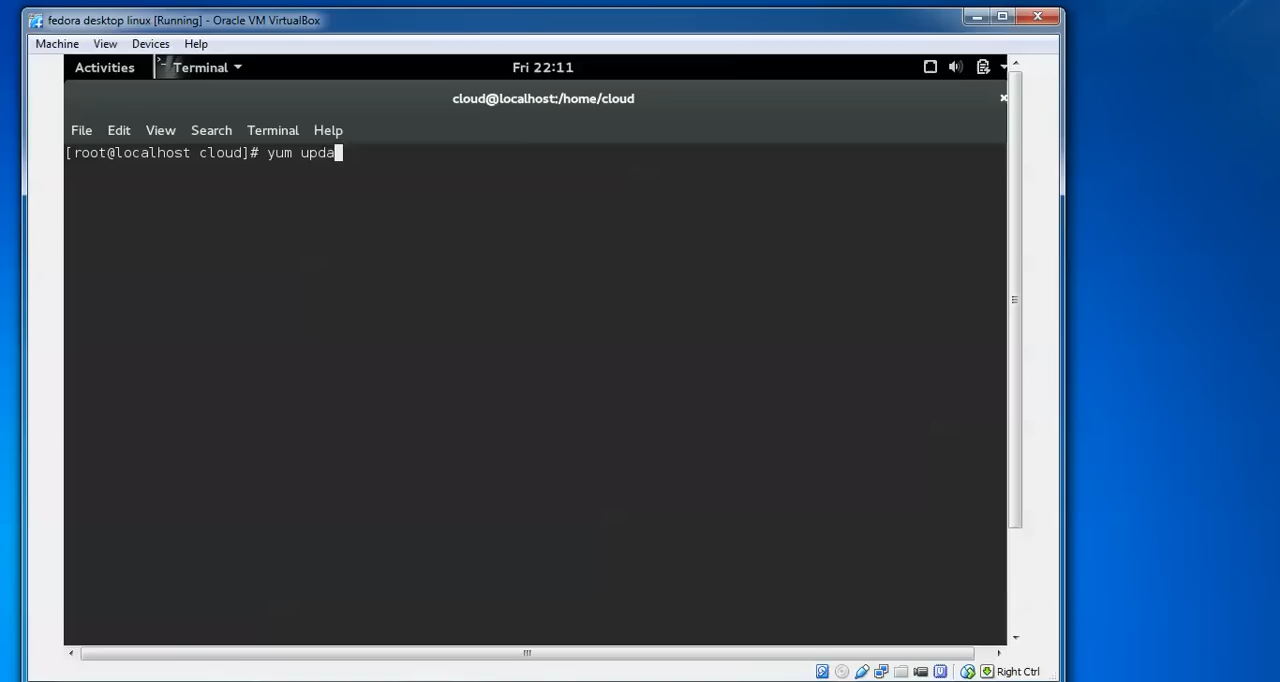 fedora desktop linux [Running] - Oracle VM VirtualBox
Machine View Devices Help
Activities Terminal Fri 22:11
cloud@localhost:/home/cloud
File Edit View Search Terminal Help
[root@localhost cloud]# yum upda
Right Ctrl